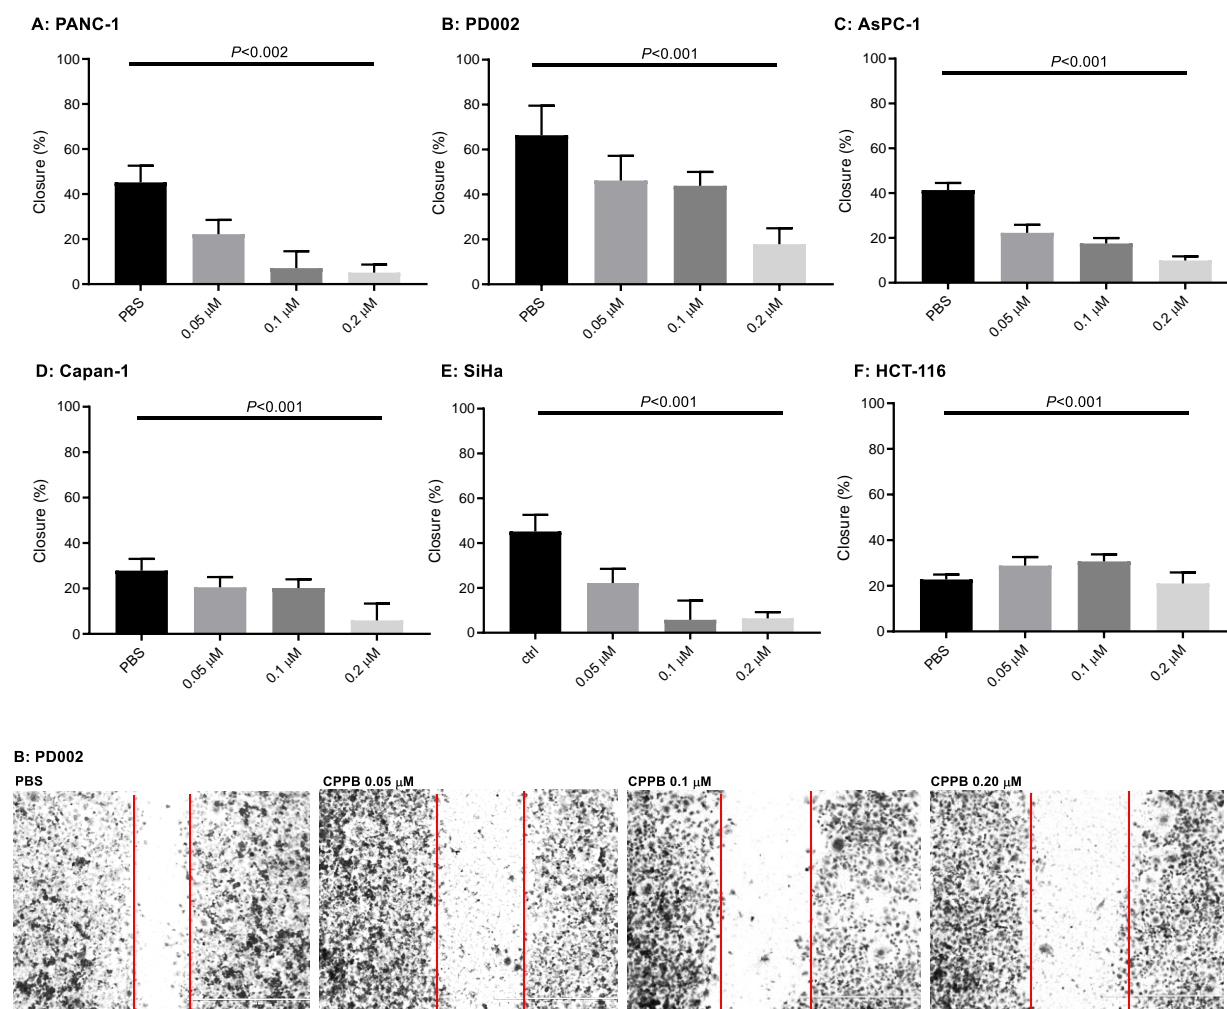 A: PANC-1
P<0.002
100
80
60
40
20
0
Closure (%)
PBS
0.05 µM
0.1 µM
0.2 µM
B: PD002
P<0.001
100
80
60
40
20
0
Closure (%)
PBS
0.05 µM
0.1 µM
0.2 µM
C: AsPC-1
P<0.001
100
80
60
40
20
0
Closure (%)
PBS
0.05 µM
0.1 µM
0.2 µM
D: Capan-1
P<0.001
100
80
60
40
20
0
Closure (%)
PBS
0.05 µM
0.1 µM
0.2 µM
E: SiHa
P<0.001
100
80
60
40
20
0
Closure (%)
ctrl
0.05 µM
0.1 µM
0.2 µM
F: HCT-116
P<0.001
100
80
60
40
20
0
Closure (%)
PBS
0.05 µM
0.1 µM
0.2 µM
B: PD002
PBS
CPPB 0.05 µM
CPPB 0.1 µM
CPPB 0.20 µM